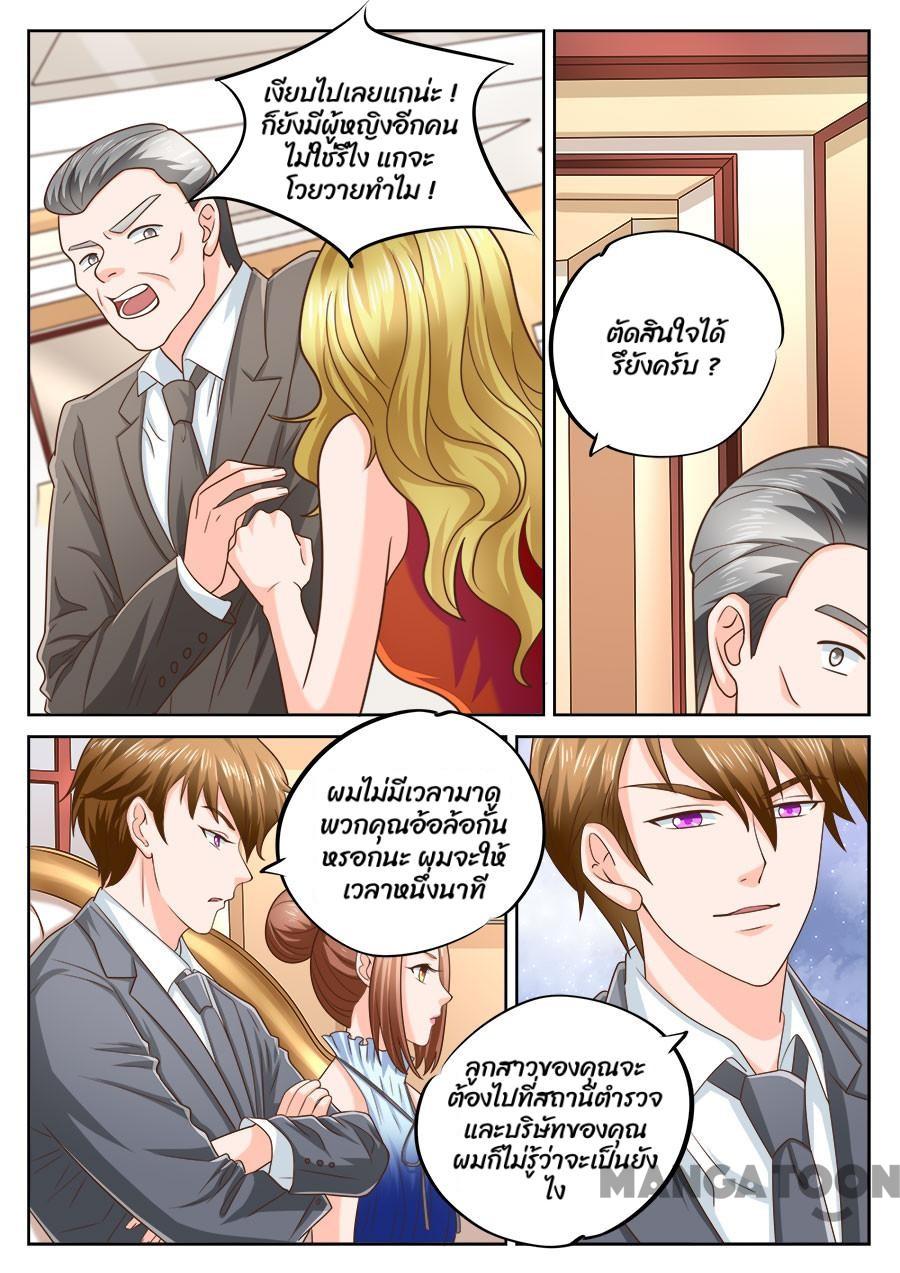 เงียบไปเลยแกน่ะ !
ก็ยังมีผู้หญิงอีกคน
ไม่ใช่รึไง แกจะ
โวยวายทำไม !
ตัดสินใจได้
รึยังครับ ?
ผมไม่มีเวลามาดู
พวกคุณอ้อล้อกัน
หรอกนะ ผมจะให้
เวลาหนึ่งนาที
ลูกสาวของคุณจะ
ต้องไปที่สถานีตำรวจ
และบริษัทของคุณ
ผมก็ไม่รู้ว่าจะเป็นยัง
ไง
MANGATOON